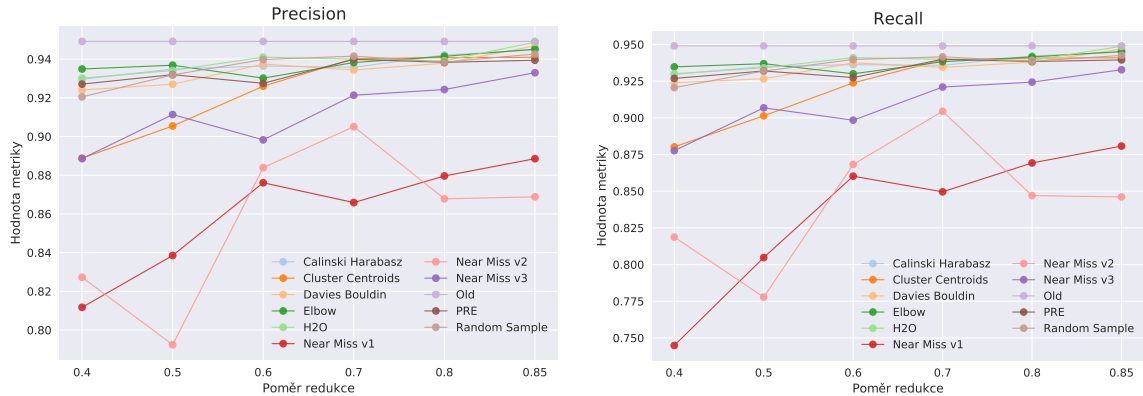 Precision
Hodnota metriky
0.94
0.92
0.90
0.88
0.86
0.84
0.82
0.80
Calinski Harabasz
Cluster Centroids
Davies Bouldin
Elbow
H2O
Near Miss v1
Near Miss v2
Near Miss v3
Old
PRE
Random Sample
0.4 0.5 0.6 0.7 0.8 0.85
Poměr redukce
Recall
Hodnota metriky
0.950
0.925
0.900
0.875
0.850
0.825
0.800
0.775
0.750
Calinski Harabasz
Cluster Centroids
Davies Bouldin
Elbow
H2O
Near Miss v1
Near Miss v2
Near Miss v3
Old
PRE
Random Sample
0.4 0.5 0.6 0.7 0.8 0.85
Poměr redukce